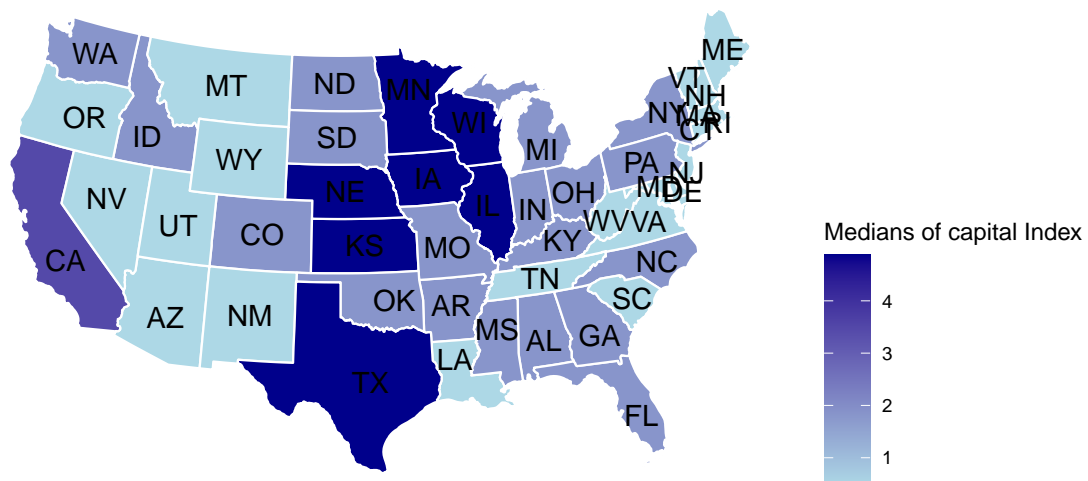 WA
MT
ND
MN
ME
VT
NH
OR
ID
SD
WI
NY
MA
RI
CT
WY
MI
PA
NJ
NV
NE
IA
IL
IN
OH
MD
DE
UT
CO
KS
MO
KY
WV
VA
CA
AZ
NM
OK
AR
TN
NC
SC
MS
AL
GA
LA
TX
FL
Medians of capital Index
4
3
2
1